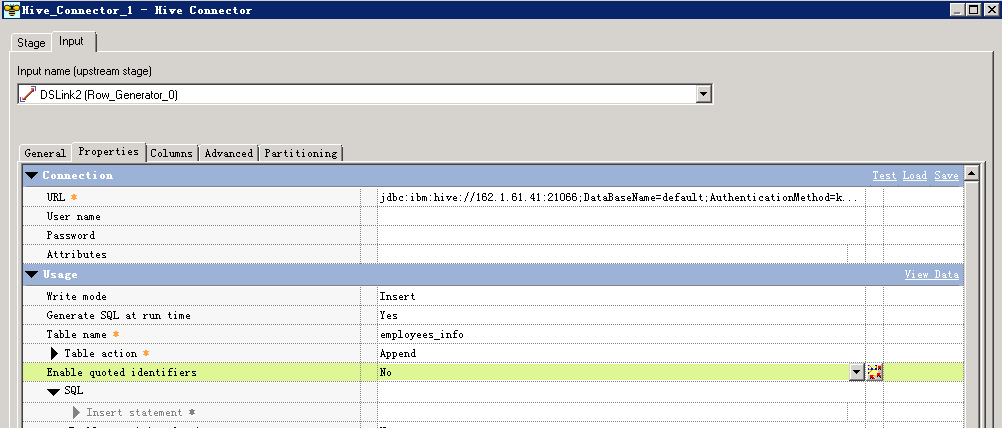 Hive_Connector_1 - Hive Connector
Stage Input
Input name (upstream stage)
DSLink2 (Row_Generator_0)
General Properties Columns Advanced Partitioning
Connection Test Load Save
URL * jdbc:ibm:hive://162.1.61.41:21066;DataBaseName=default;AuthenticationMethod=k...
User name
Password
Attributes
Usage View Data
Write mode Insert
Generate SQL at run time Yes
Table name * employees_info
Table action * Append
Enable quoted identifiers No
SQL
Insert statement *